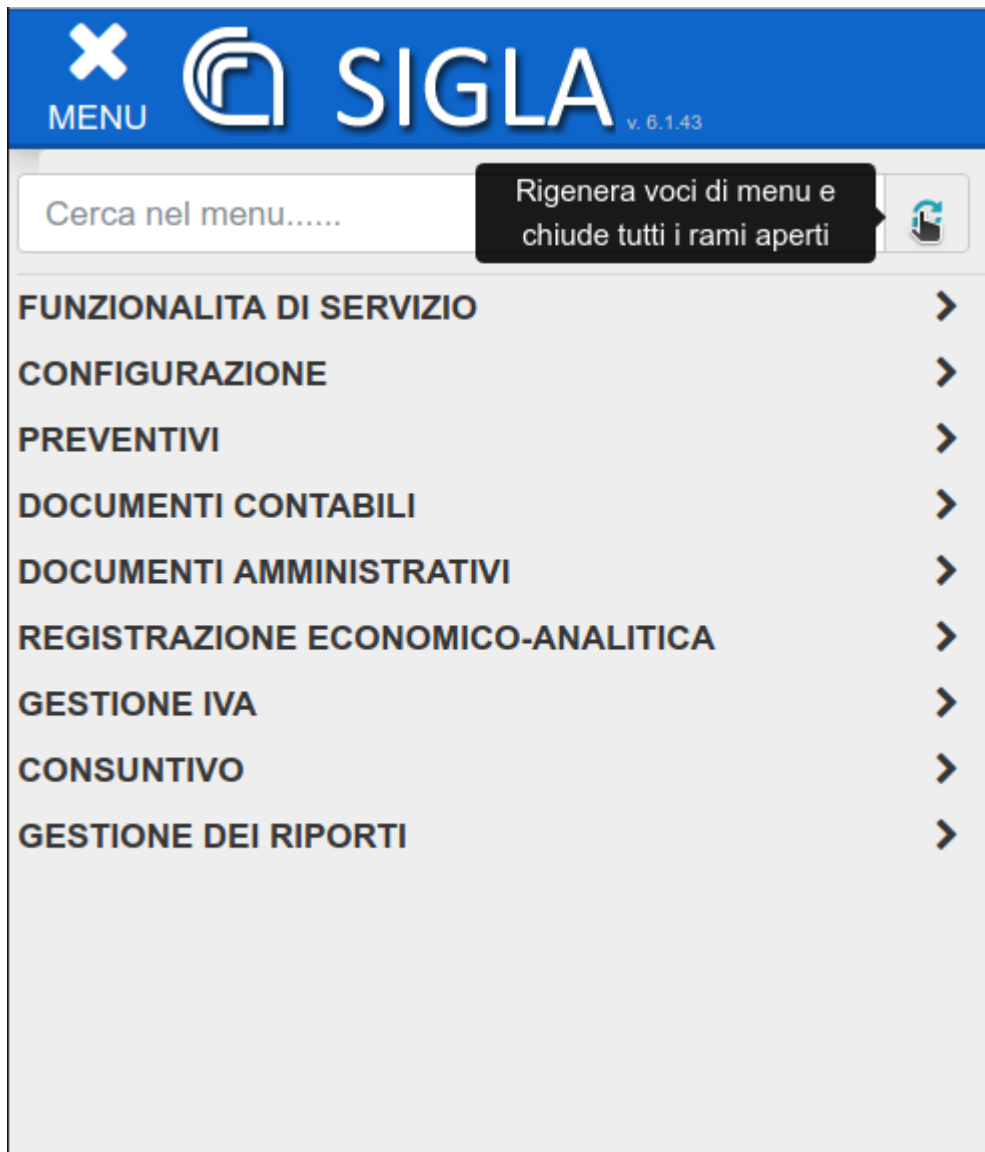 MENU
SIGLA
v. 6.1.43
Cerca nel menu......
Rigenera voci di menu e
chiude tutti i rami aperti
FUNZIONALITA DI SERVIZIO
CONFIGURAZIONE
PREVENTIVI
DOCUMENTI CONTABILI
DOCUMENTI AMMINISTRATIVI
REGISTRAZIONE ECONOMICO-ANALITICA
GESTIONE IVA
CONSUNTIVO
GESTIONE DEI RIPORTI